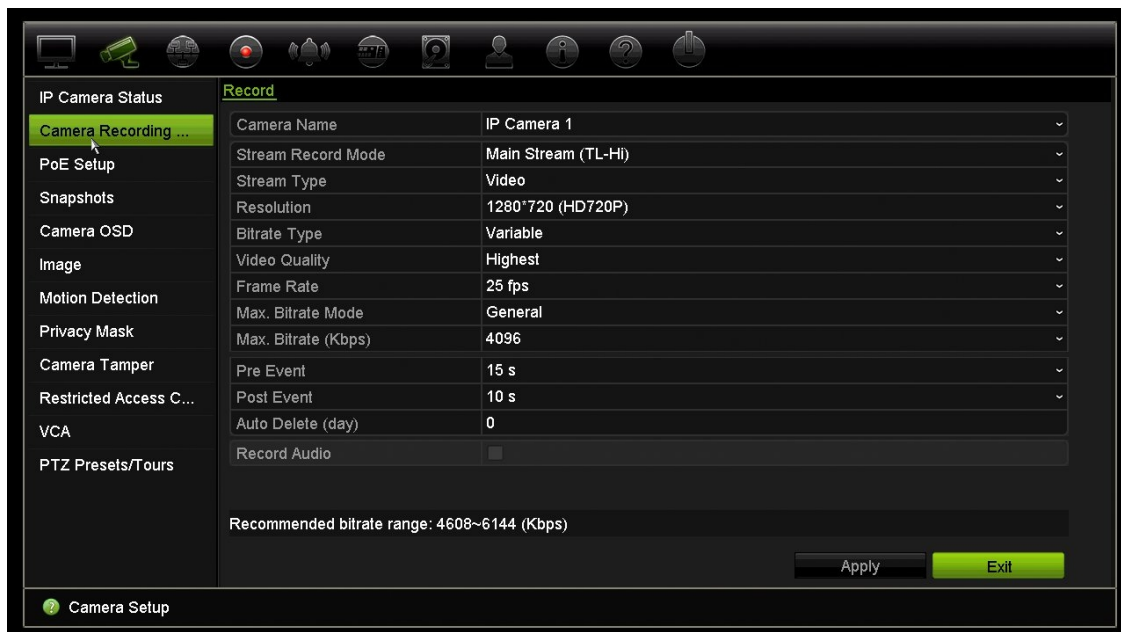 IP Camera Status
Camera Recording ...
PoE Setup
Snapshots
Camera OSD
Image
Motion Detection
Privacy Mask
Camera Tamper
Restricted Access C...
VCA
PTZ Presets/Tours
Record
Camera Name IP Camera 1
Stream Record Mode Main Stream (TL-Hi)
Stream Type Video
Resolution 1280*720 (HD720P)
Bitrate Type Variable
Video Quality Highest
Frame Rate 25 fps
Max. Bitrate Mode General
Max. Bitrate (Kbps) 4096
Pre Event 15 s
Post Event 10 s
Auto Delete (day) 0
Record Audio
Recommended bitrate range: 4608~6144 (Kbps)
Apply Exit
? Camera Setup